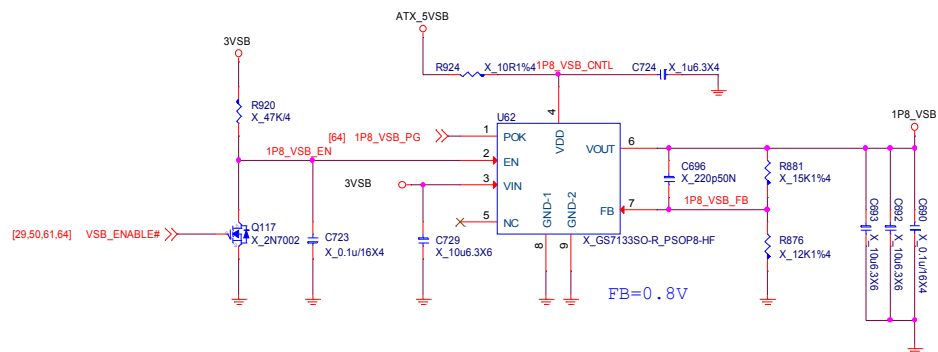 ATX_5VSB
3VSB
R924
X_10R1%4
1P8_VSB_CNTL
C724
X_1u6.3X4
R920
X_47K/4
U62
4
VDD
1P8_VSB
[64] 1P8_VSB_PG
1
POK
VOUT
6
1P8_VSB_EN
2
EN
C696
X_220p50N
R881
X_15K1%4
3VSB
3
VIN
FB
7
1P8_VSB_FB
5
NC
GND-1
GND-2
8
9
X_GS7133SO-R_PSOP8-HF
Q117
X_2N7002
[29,50,61,64] VSB_ENABLE#
C723
X_0.1u/16X4
C729
X_10u6.3X6
R876
X_12K1%4
C693
X_10u6.3X6
C692
X_10u6.3X6
C690
X_0.1u/16X4
FB=0.8V